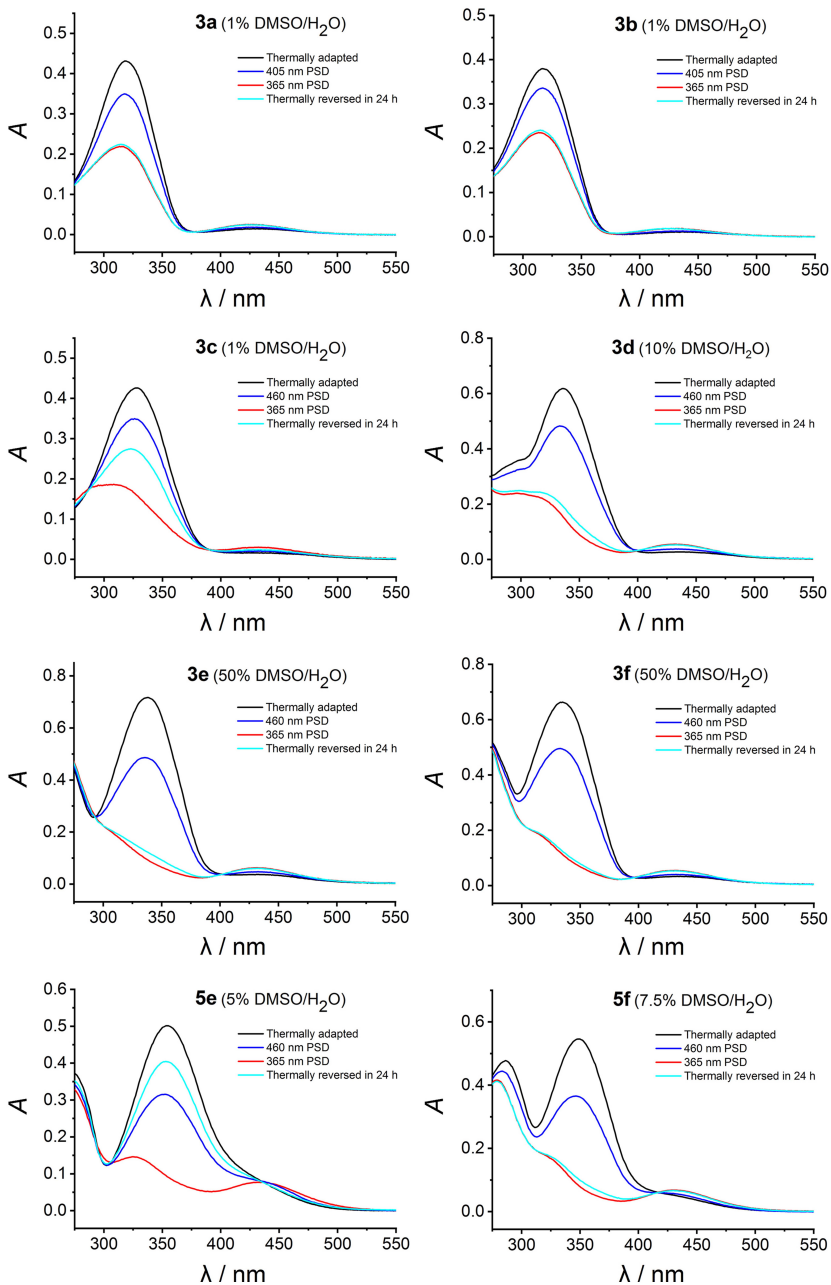 3a (1% DMSO/H2O)
Thermally adapted
405 nm PSD
365 nm PSD
Thermally reversed in 24 h
0.5
0.4
0.3
0.2
0.1
0.0
A
300 350 400 450 500 550
λ / nm
3b (1% DMSO/H2O)
Thermally adapted
405 nm PSD
365 nm PSD
Thermally reversed in 24 h
0.5
0.4
0.3
0.2
0.1
0.0
A
300 350 400 450 500 550
λ / nm
3c (1% DMSO/H2O)
Thermally adapted
460 nm PSD
365 nm PSD
Thermally reversed in 24 h
0.5
0.4
0.3
0.2
0.1
0.0
A
300 350 400 450 500 550
λ / nm
3d (10% DMSO/H2O)
Thermally adapted
460 nm PSD
365 nm PSD
Thermally reversed in 24 h
0.8
0.6
0.4
0.2
0.0
A
300 350 400 450 500 550
λ / nm
3e (50% DMSO/H2O)
Thermally adapted
460 nm PSD
365 nm PSD
Thermally reversed in 24 h
0.8
0.6
0.4
0.2
0.0
A
300 350 400 450 500 550
λ / nm
3f (50% DMSO/H2O)
Thermally adapted
460 nm PSD
365 nm PSD
Thermally reversed in 24 h
0.8
0.6
0.4
0.2
0.0
A
300 350 400 450 500 550
λ / nm
5e (5% DMSO/H2O)
Thermally adapted
460 nm PSD
365 nm PSD
Thermally reversed in 24 h
0.6
0.5
0.4
0.3
0.2
0.1
0.0
A
300 350 400 450 500 550
λ / nm
5f (7.5% DMSO/H2O)
Thermally adapted
460 nm PSD
365 nm PSD
Thermally reversed in 24 h
0.6
0.4
0.2
0.0
A
300 350 400 450 500 550
λ / nm